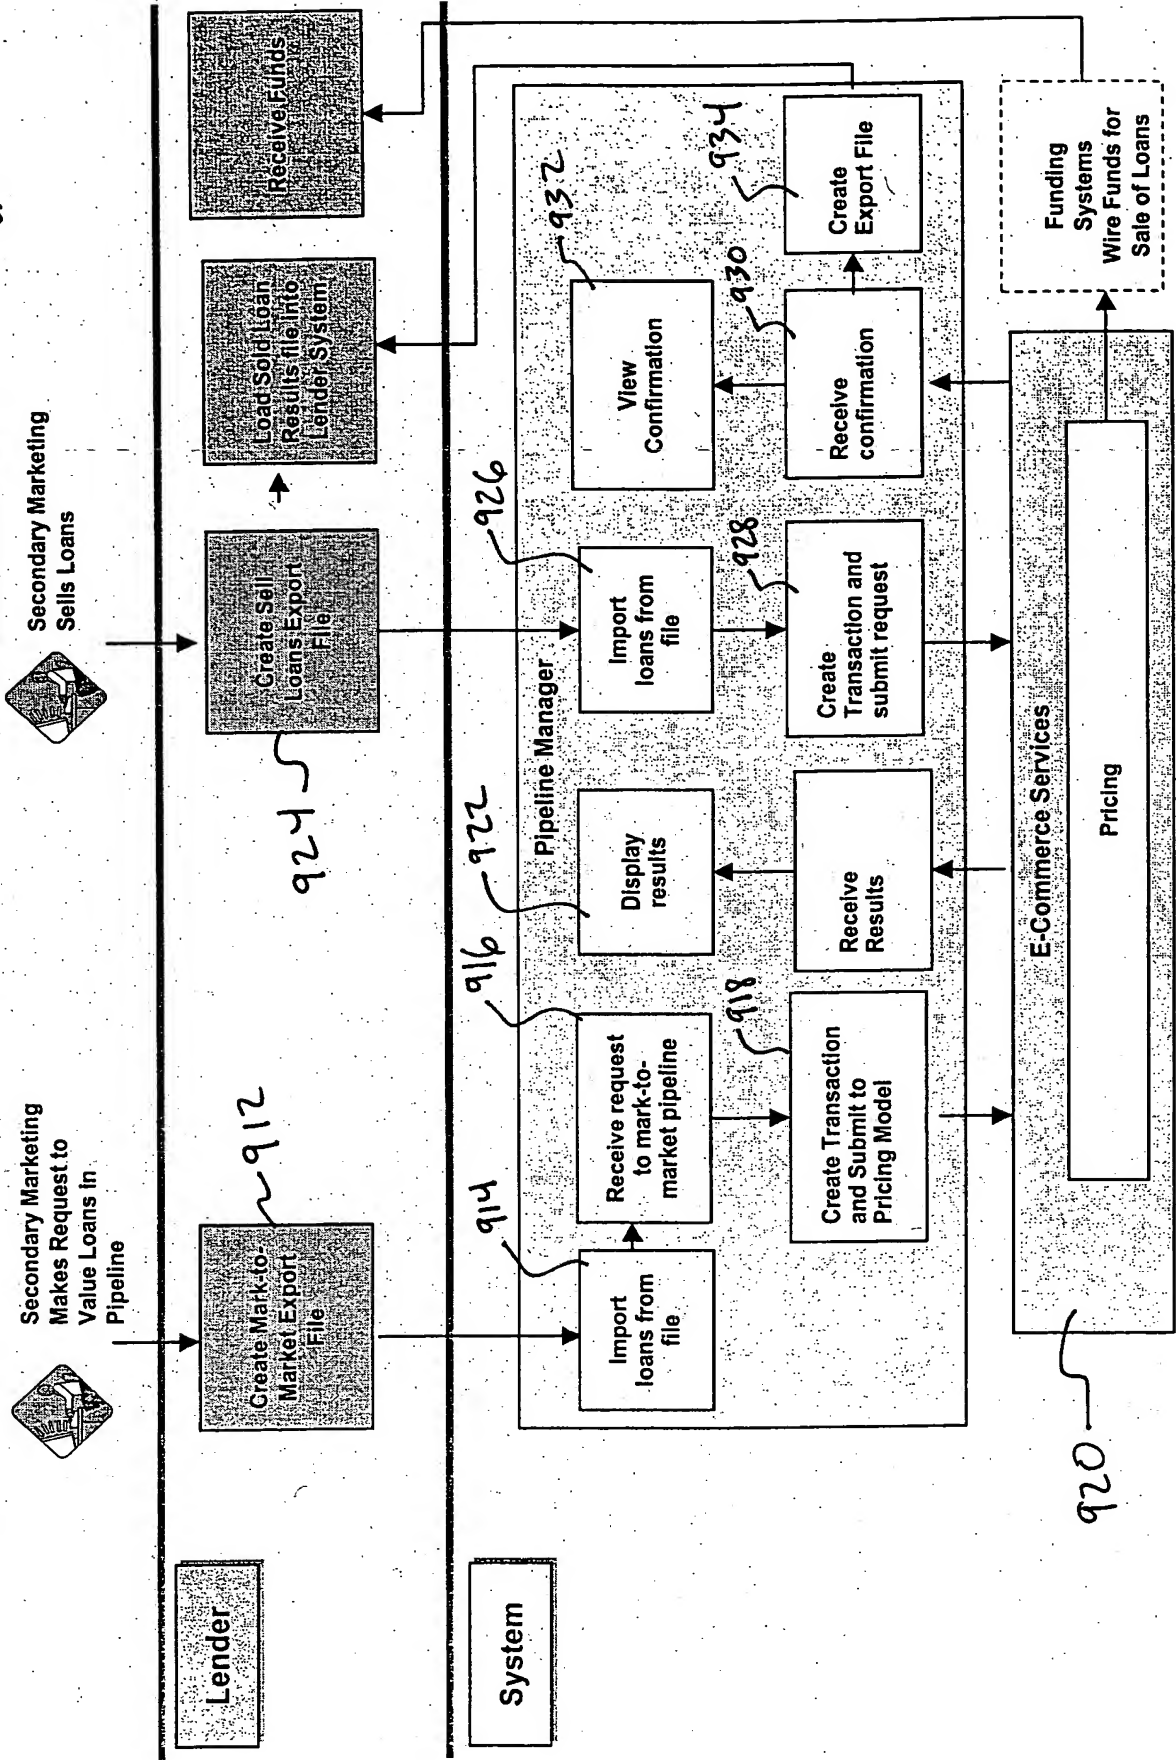 Secondary Marketing
Makes Request to
Value Loans in
Pipeline
Secondary Marketing
Sells Loans
Lender
Create Mark-to-
Market Export
File
912
Create Sell
Loans Export
File
924
Load Sold Loan
Results file into
Lender System
Receive Funds
System
Pipeline Manager
914
Import
loans from
file
916
Receive request
to mark-to-
market pipeline
922
Display
results
926
Import
loans from
file
932
View
Confirmation
918
Create Transaction
and Submit to
Pricing Model
Receive
Results
928
Create
Transaction and
submit request
930
Receive
confirmation
934
Create
Export File
920
E-Commerce Services
Pricing
Funding
Systems
Wire Funds for
Sale of Loans